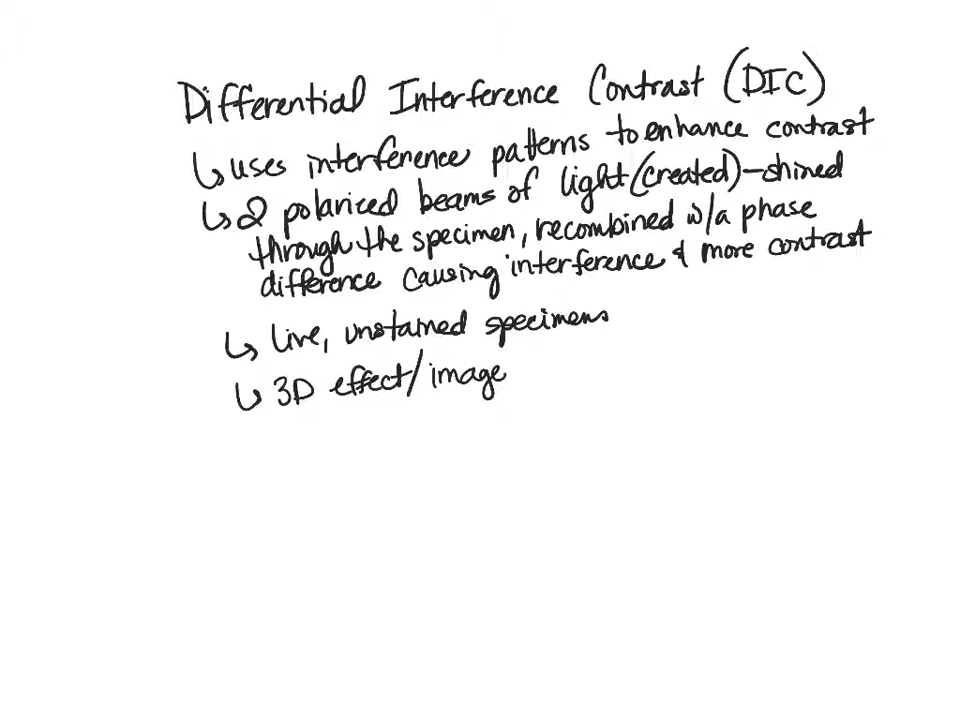 Differential Interference Contrast (DIC)
↳ uses interference patterns to enhance contrast
↳ 2 polarized beams of light (created) - shined
through the specimen, recombined w/a phase
difference causing interference & more contrast
↳ live, unstained specimens
↳ 3D effect/image